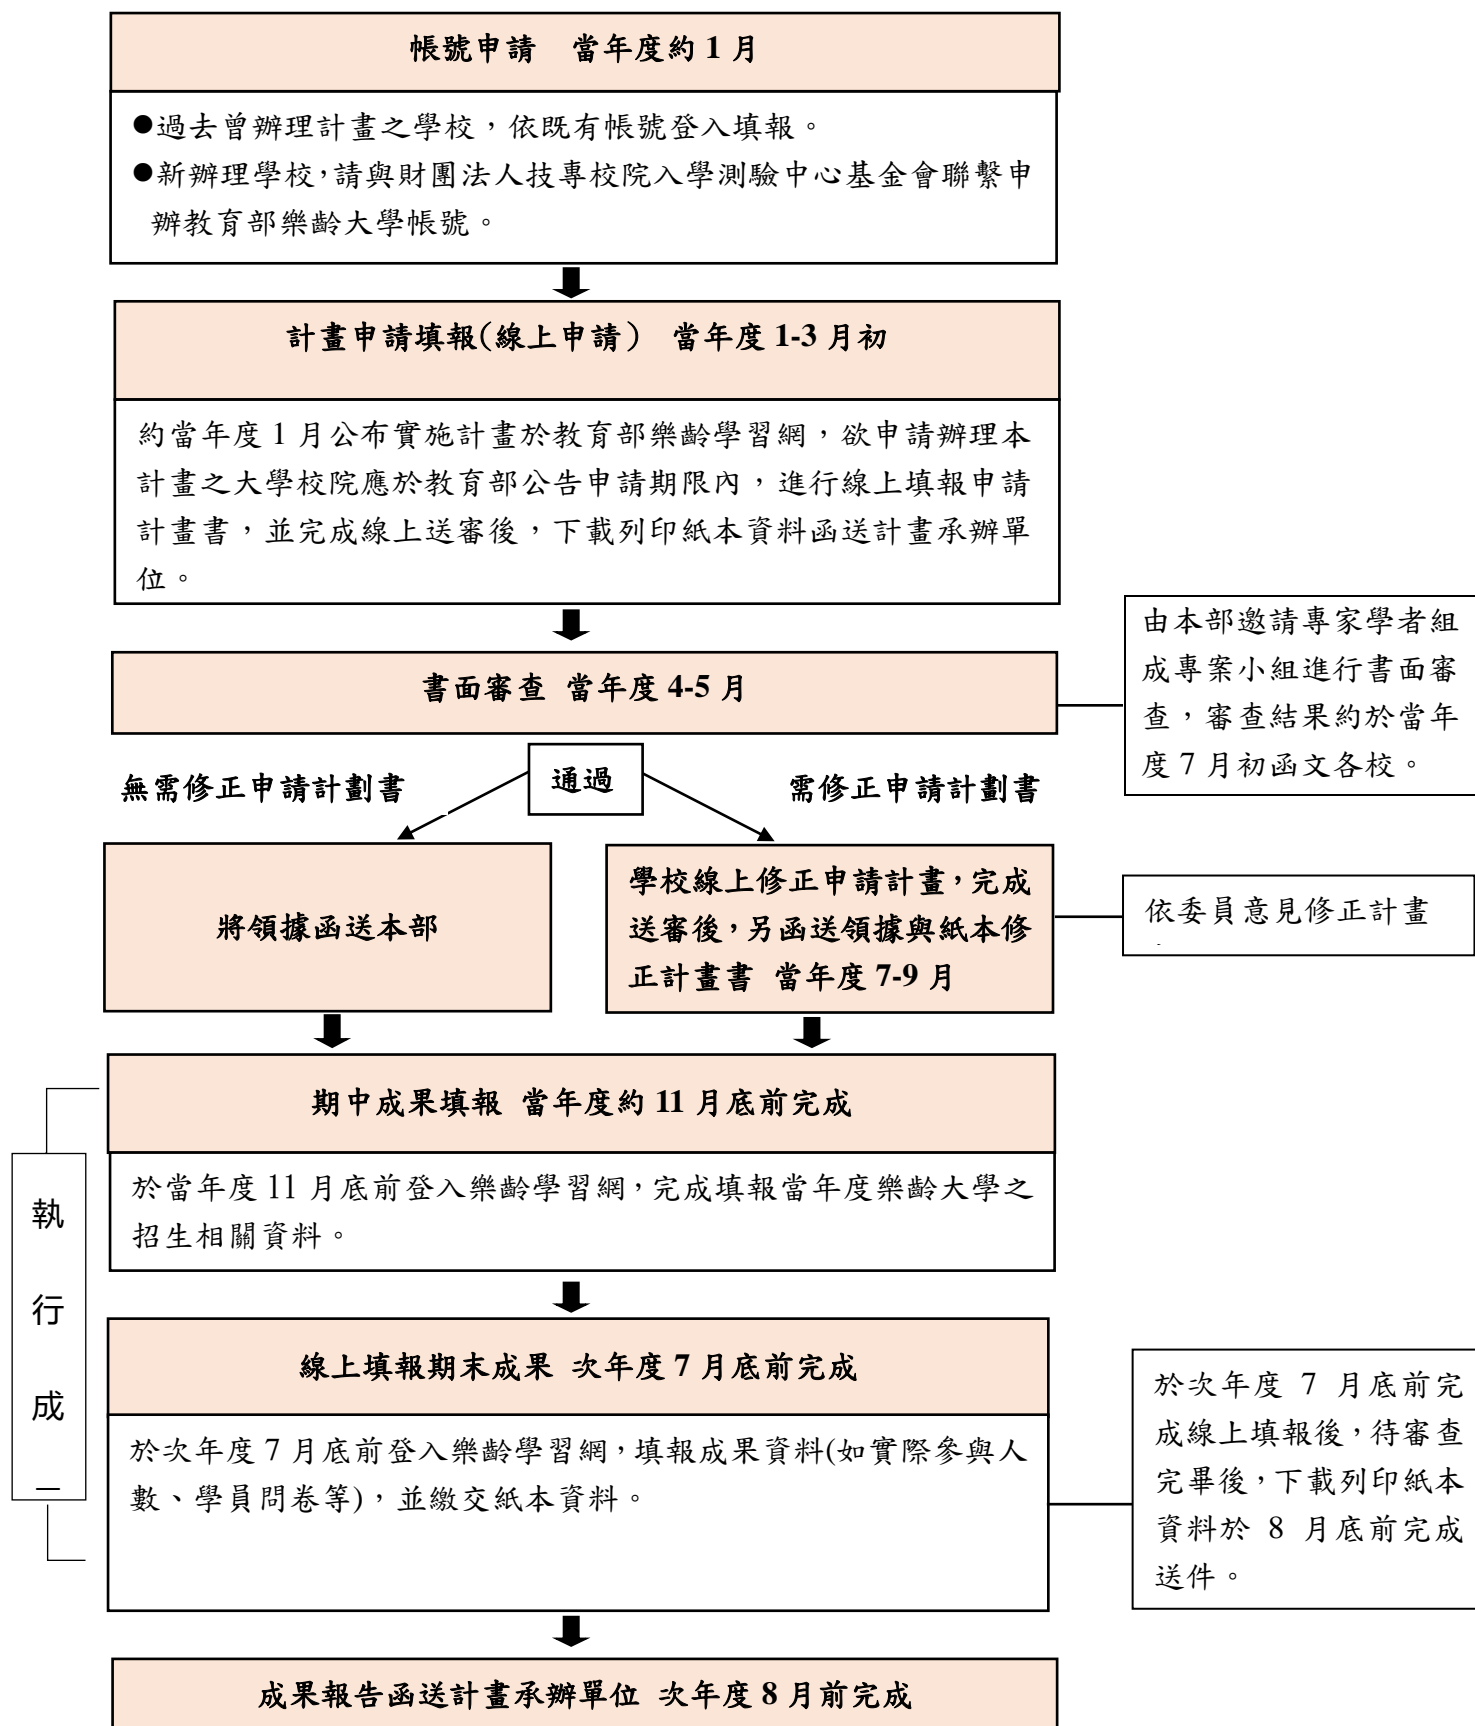 帳號申請　當年度約 1 月
●過去曾辦理計畫之學校，依既有帳號登入填報。
●新辦理學校，請與財團法人技專校院入學測驗中心基金會聯繫申
辦教育部樂齡大學帳號。
計畫申請填報(線上申請)　當年度 1-3 月初
約當年度 1 月公布實施計畫於教育部樂齡學習網，欲申請辦理本
計畫之大學校院應於教育部公告申請期限內，進行線上填報申請
計畫書，並完成線上送審後，下載列印紙本資料函送計畫承辦單
位。
書面審查 當年度 4-5 月
由本部邀請專家學者組
成專案小組進行書面審
查，審查結果約於當年
度 7 月初函文各校。
通過
無需修正申請計劃書
需修正申請計劃書
將領據函送本部
學校線上修正申請計畫，完成
送審後，另函送領據與紙本修
正計畫書 當年度 7-9 月
依委員意見修正計畫
期中成果填報 當年度約 11 月底前完成
於當年度 11 月底前登入樂齡學習網，完成填報當年度樂齡大學之
招生相關資料。
執
行
成
線上填報期末成果 次年度 7 月底前完成
於次年度 7 月底前登入樂齡學習網，填報成果資料(如實際參與人
數、學員問卷等)，並繳交紙本資料。
於次年度 7 月底前完
成線上填報後，待審查
完畢後，下載列印紙本
資料於 8 月底前完成
送件。
成果報告函送計畫承辦單位 次年度 8 月前完成